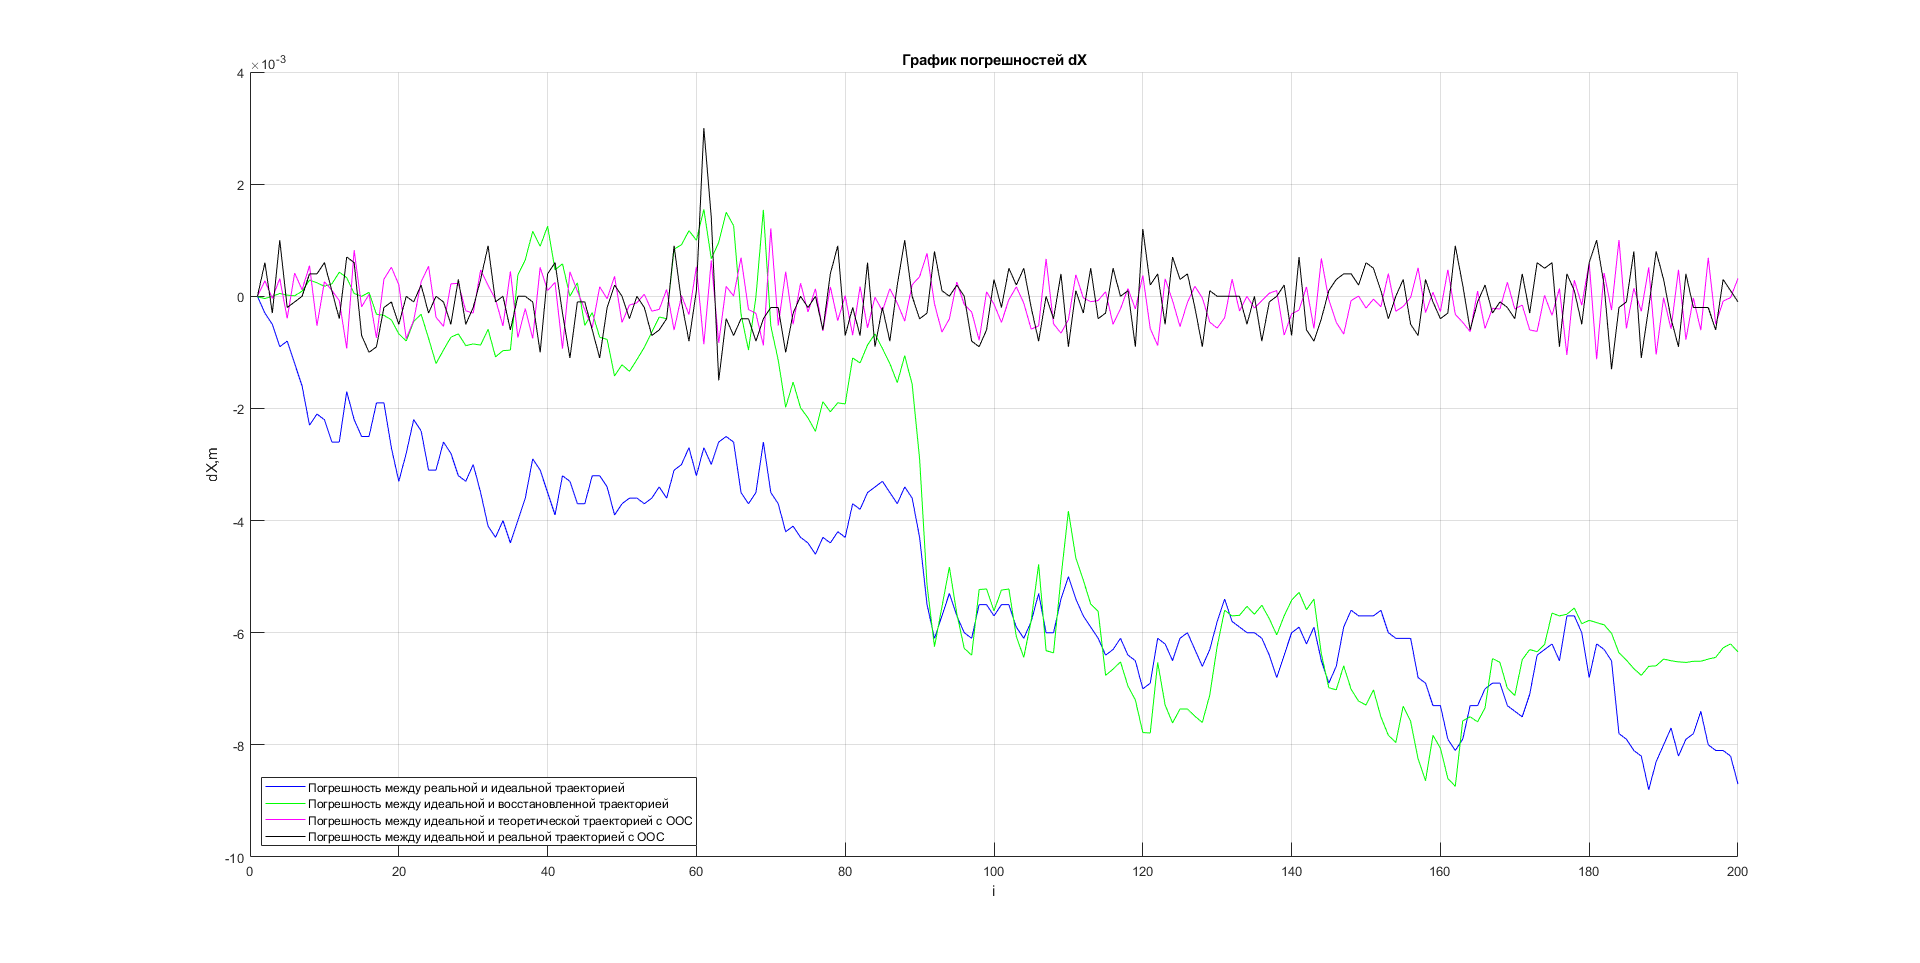 График погрешностей dX
×10-3
4
2
0
-2
-4
-6
-8
-10
dX,m
0 20 40 60 80 100 120 140 160 180 200
i
Погрешность между реальной и идеальной траекторией
Погрешность между идеальной и восстановленной траекторией
Погрешность между идеальной и теоретической траекторией с ООС
Погрешность между идеальной и реальной траекторией с ООС